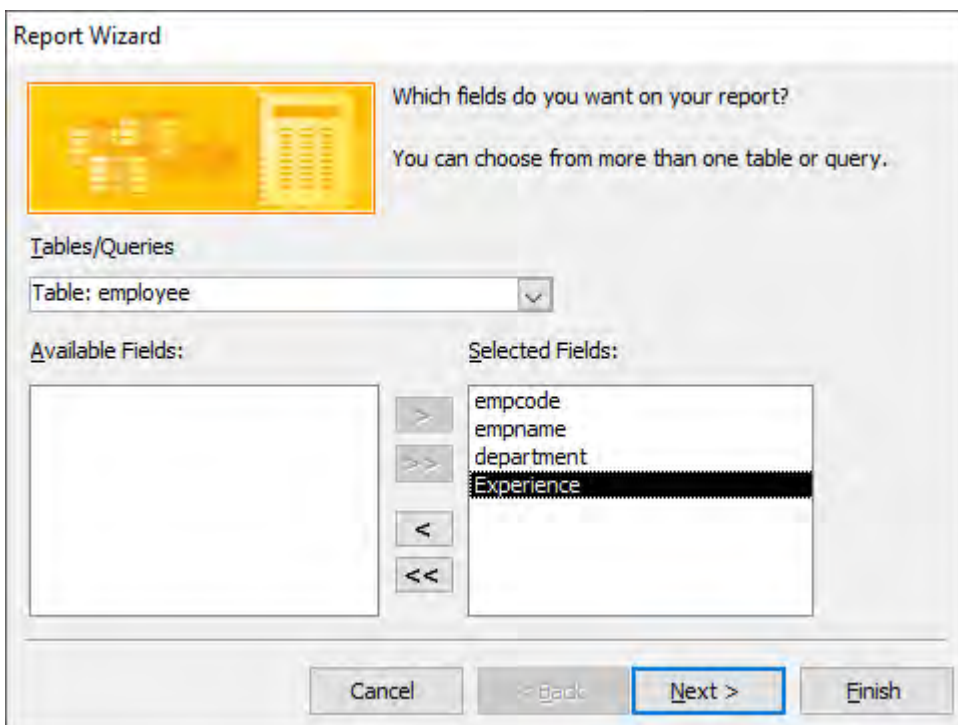 Report Wizard
Which fields do you want on your report?
You can choose from more than one table or query.
Tables/Queries
Table: employee
Available Fields:
Selected Fields:
>
>>
<
<<
empcode
empname
department
Experience
Cancel
< Back
Next >
Finish